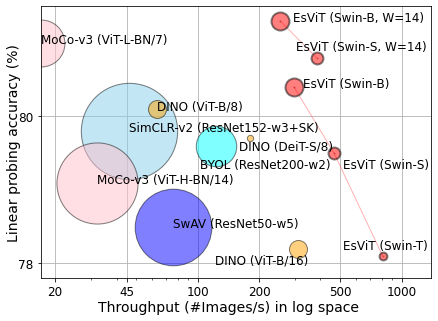 EsViT (Swin-B, W=14)
MoCo-v3 (ViT-L-BN/7)
EsViT (Swin-S, W=14)
EsViT (Swin-B)
DINO (ViT-B/8)
SimCLR-v2 (ResNet152-w3+SK)
DINO (DeiT-S/8)
BYOL (ResNet200-w2)
EsViT (Swin-S)
MoCo-v3 (ViT-H-BN/14)
SwAV (ResNet50-w5)
EsViT (Swin-T)
DINO (ViT-B/16)
Linear probing accuracy (%)
80
78
20 45 100 200 500 1000
Throughput (#Images/s) in log space